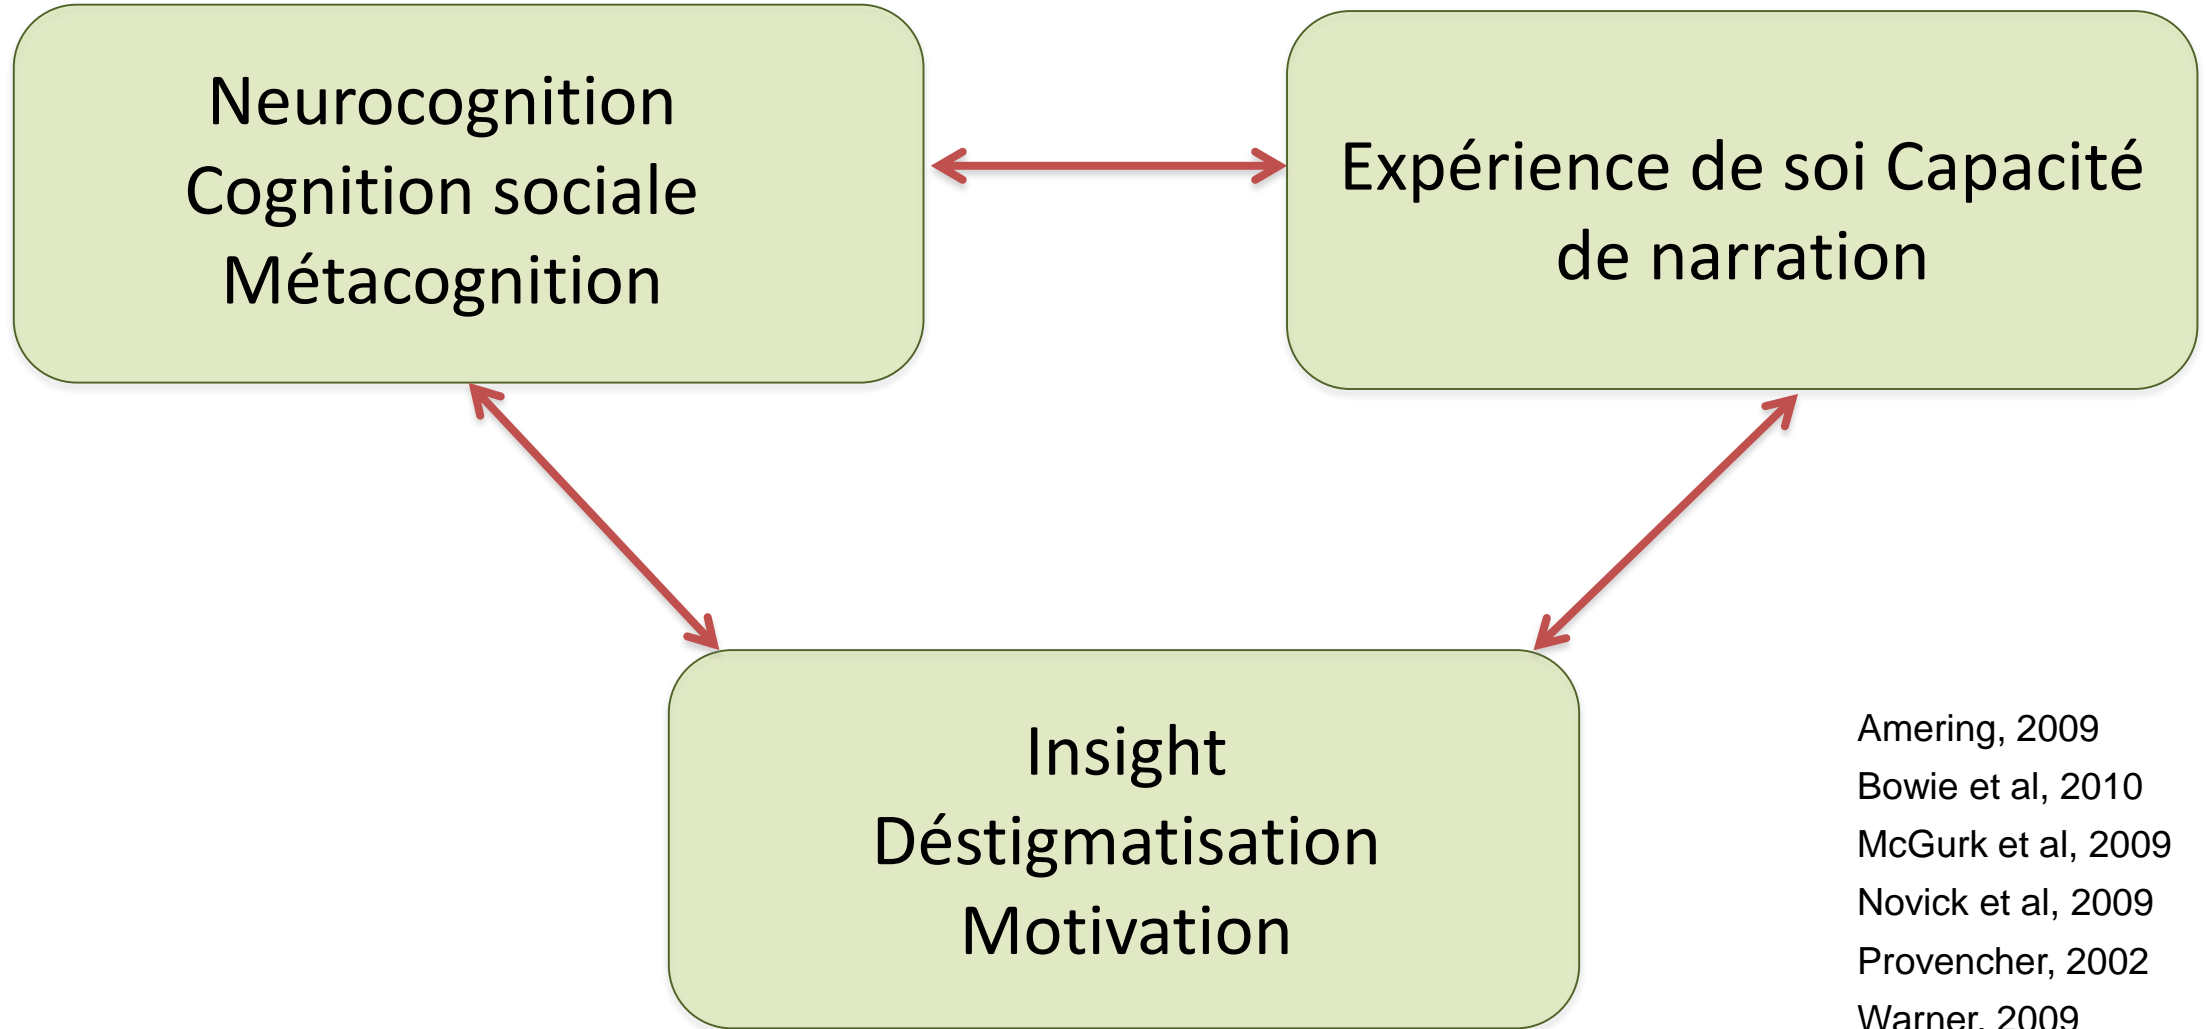 Neurocognition
Cognition sociale
Métacognition
Expérience de soi Capacité
de narration
Insight
Déstigmatisation
Motivation
Amering, 2009
Bowie et al, 2010
McGurk et al, 2009
Novick et al, 2009
Provencher, 2002
Warner, 2009